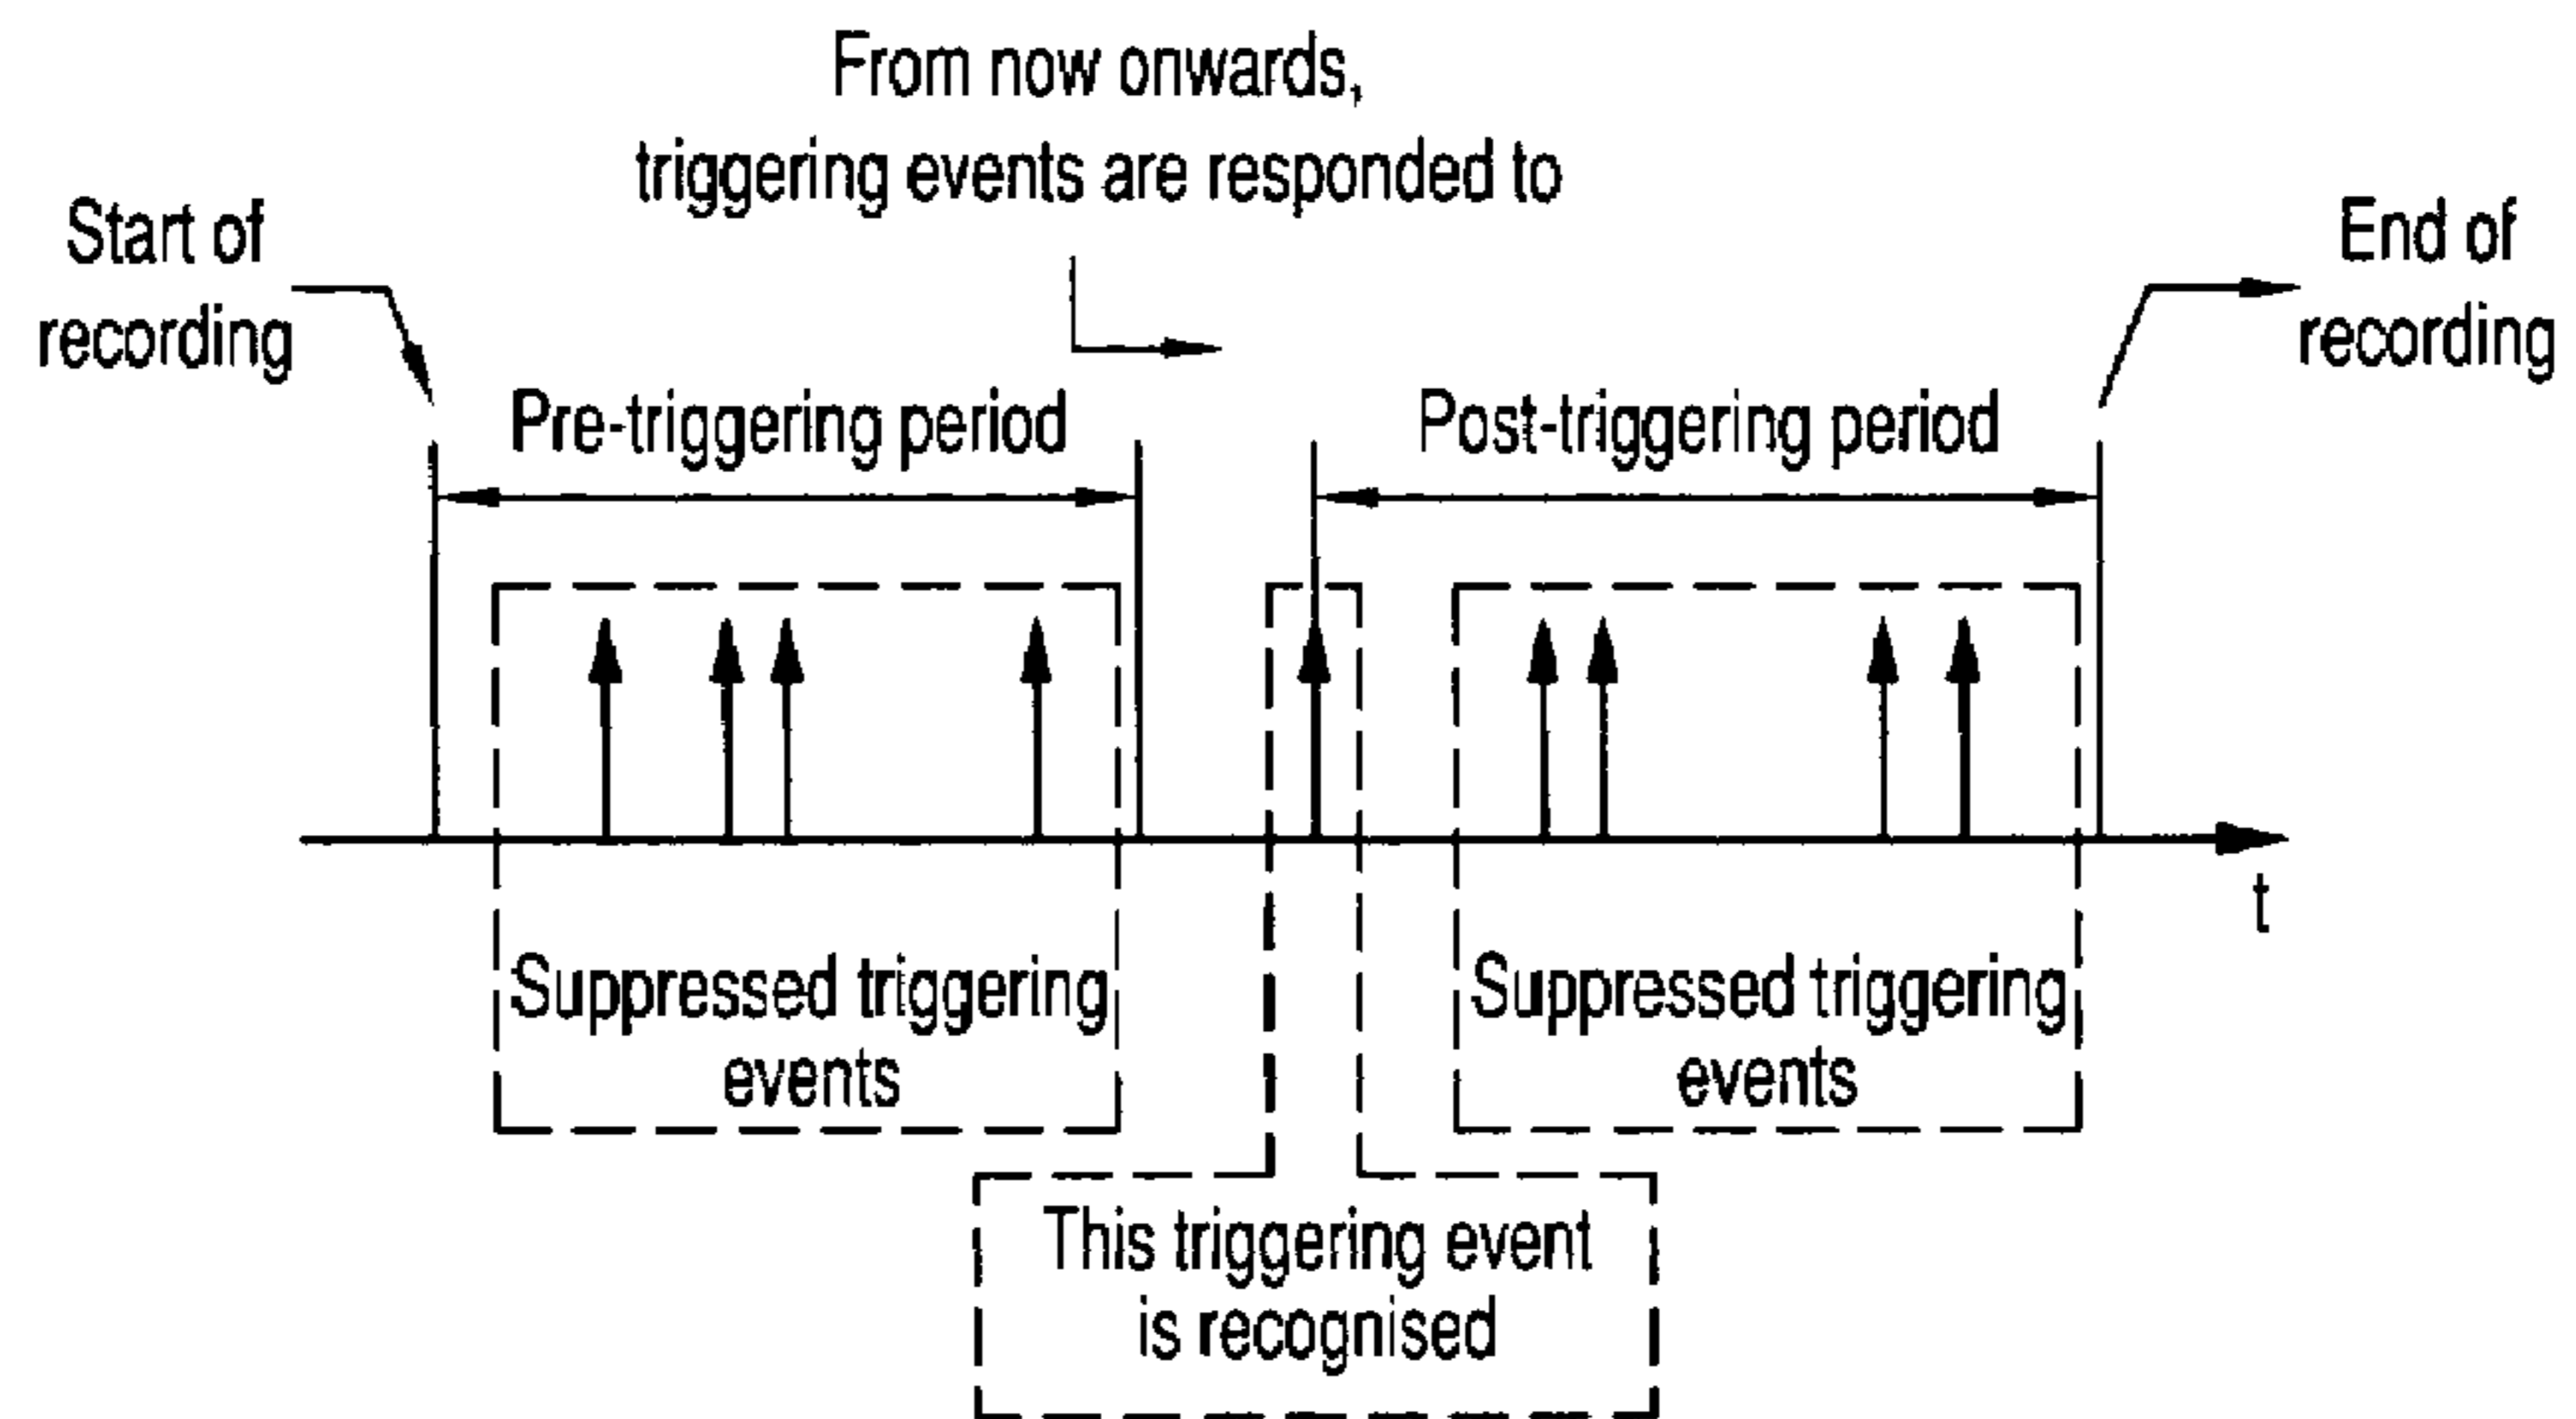 From now onwards,
triggering events are responded to
Start of
recording
End of
recording
Pre-triggering period
Post-triggering period
t
Suppressed triggering
events
Suppressed triggering
events
This triggering event
is recognised